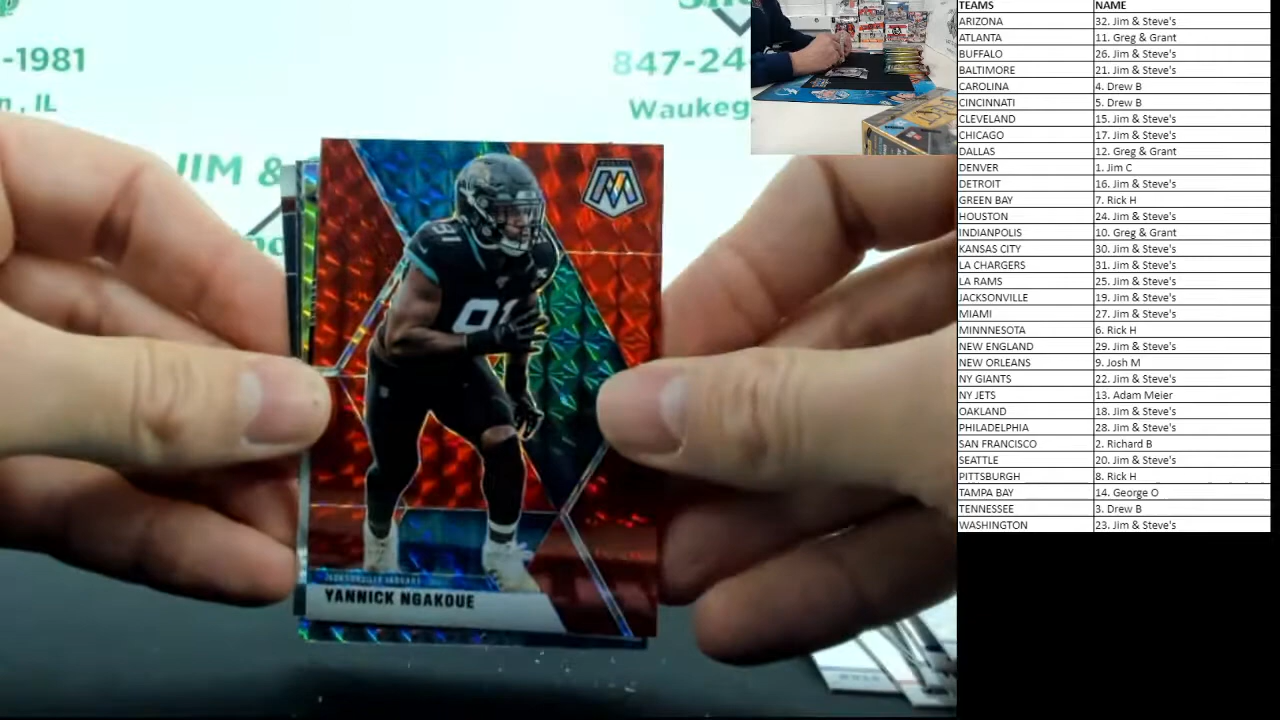 -1981
n, IL
JIM &
847-24
Waukeg
MOSAIC
91
91
JACKSONVILLE JAGUARS
YANNICK NGAKOUE
TEAMS NAME
ARIZONA 32. Jim & Steve's
ATLANTA 11. Greg & Grant
BUFFALO 26. Jim & Steve's
BALTIMORE 21. Jim & Steve's
CAROLINA 4. Drew B
CINCINNATI 5. Drew B
CLEVELAND 15. Jim & Steve's
CHICAGO 17. Jim & Steve's
DALLAS 12. Greg & Grant
DENVER 1. Jim C
DETROIT 16. Jim & Steve's
GREEN BAY 7. Rick H
HOUSTON 24. Jim & Steve's
INDIANPOLIS 10. Greg & Grant
KANSAS CITY 30. Jim & Steve's
LA CHARGERS 31. Jim & Steve's
LA RAMS 25. Jim & Steve's
JACKSONVILLE 19. Jim & Steve's
MIAMI 27. Jim & Steve's
MINNNESOTA 6. Rick H
NEW ENGLAND 29. Jim & Steve's
NEW ORLEANS 9. Josh M
NY GIANTS 22. Jim & Steve's
NY JETS 13. Adam Meier
OAKLAND 18. Jim & Steve's
PHILADELPHIA 28. Jim & Steve's
SAN FRANCISCO 2. Richard B
SEATTLE 20. Jim & Steve's
PITTSBURGH 8. Rick H
TAMPA BAY 14. George O
TENNESSEE 3. Drew B
WASHINGTON 23. Jim & Steve's